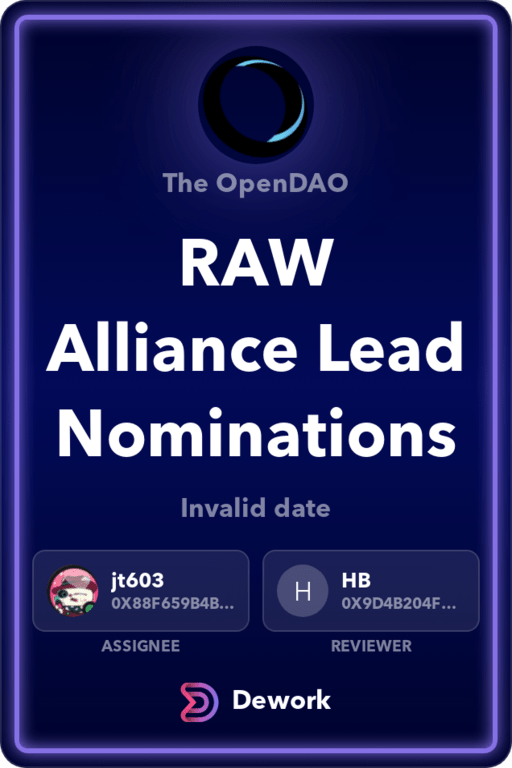 The OpenDAO
RAW
Alliance Lead
Nominations
Invalid date
jt603
0X88F659B4B...
ASSIGNEE
H
HB
0X9D4B204F...
REVIEWER
Dework